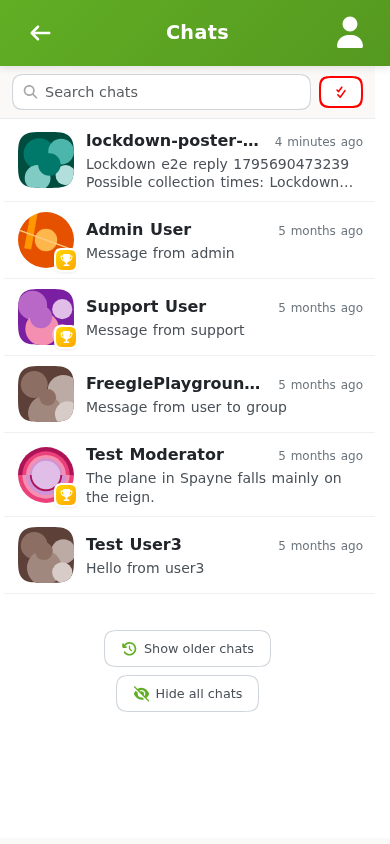 Chats
Search chats
lockdown-poster-... 4 minutes ago
Lockdown e2e reply 1795690473239
Possible collection times: Lockdown...
Admin User 5 months ago
Message from admin
Support User 5 months ago
Message from support
FreeglePlaygroun... 5 months ago
Message from user to group
Test Moderator 5 months ago
The plane in Spayne falls mainly on
the reign.
Test User3 5 months ago
Hello from user3
Show older chats
Hide all chats